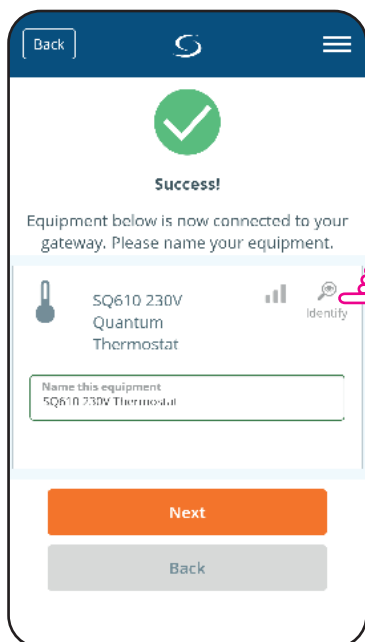 Back
Success!
Equipment below is now connected to your
gateway. Please name your equipment.
SQ610 230V
Quantum
Thermostat
Identify
Name this equipment
SQ610 230V Thermostat
Next
Back